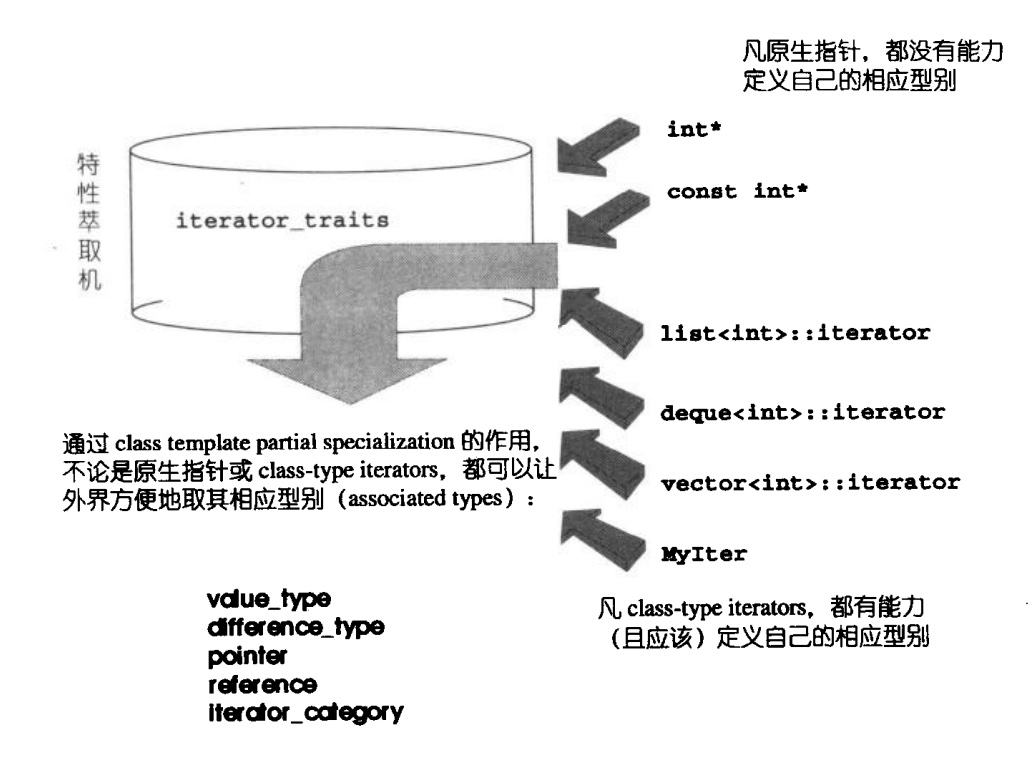 凡原生指针，都没有能力
定义自己的相应型别
int*
特性萃取机
const int*
iterator_traits
list<int>::iterator
deque<int>::iterator
通过 class template partial specialization 的作用，
不论是原生指针或 class-type iterators，都可以让
外界方便地取其相应型别（associated types）：
vector<int>::iterator
MyIter
value_type
difference_type
pointer
reference
iterator_category
凡 class-type iterators，都有能力
（且应该）定义自己的相应型别